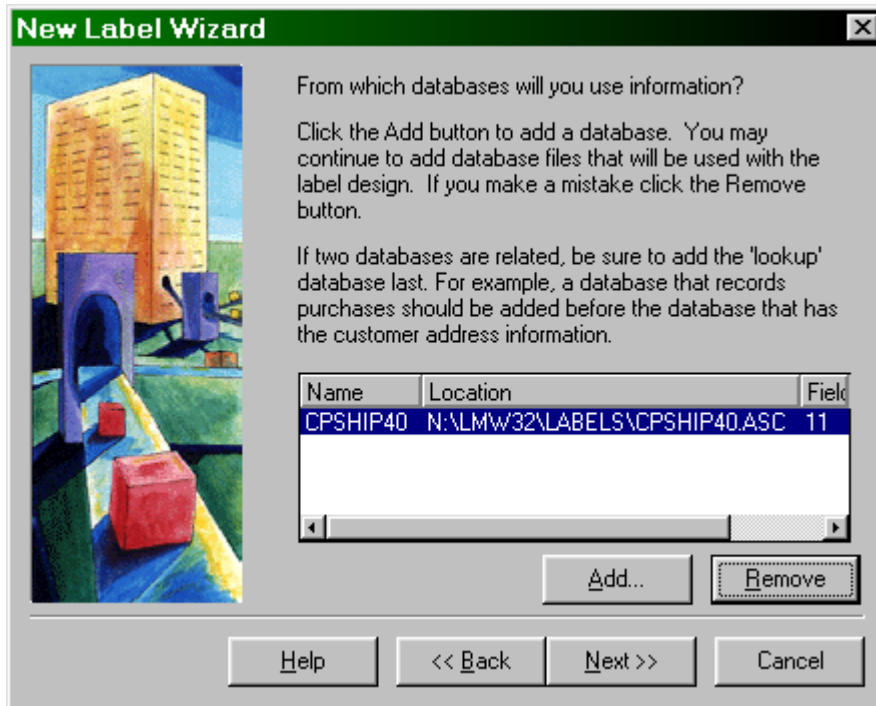 New Label Wizard
From which databases will you use information?
Click the Add button to add a database. You may
continue to add database files that will be used with the
label design. If you make a mistake click the Remove
button.
If two databases are related, be sure to add the 'lookup'
database last. For example, a database that records
purchases should be added before the database that has
the customer address information.
Name Location Field
CPSHIP40 N:\LMW32\LABELS\CPSHIP40.ASC 11
Add... Remove
Help << Back Next >> Cancel